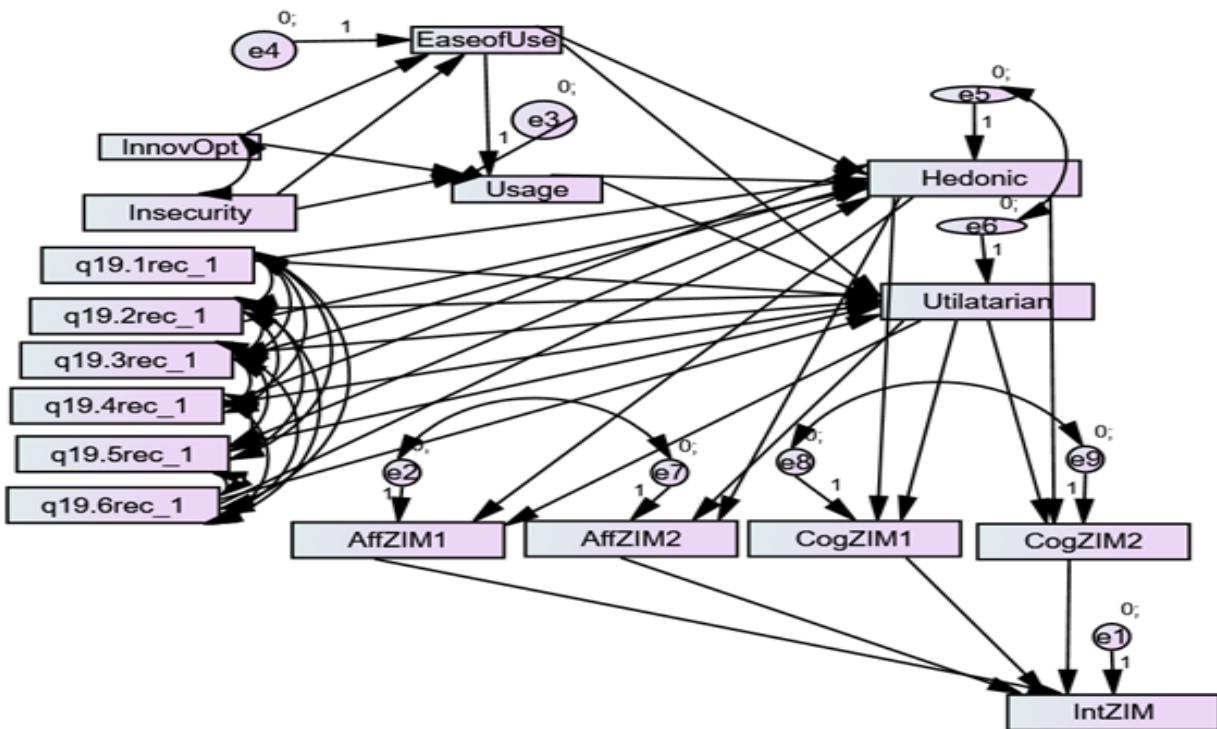 0;
e4
1
EaseofUse
0;
e3
1
0;
e5
1
InnovOpt
Usage
Hedonic
Insecurity
0;
e6
1
q19.1rec_1
q19.2rec_1
Utilatarian
q19.3rec_1
q19.4rec_1
q19.5rec_1
q19.6rec_1
0;
e2
1
0;
e7
1
0;
e8
1
0;
e9
1
AffZIM1
AffZIM2
CogZIM1
CogZIM2
0;
e1
1
IntZIM